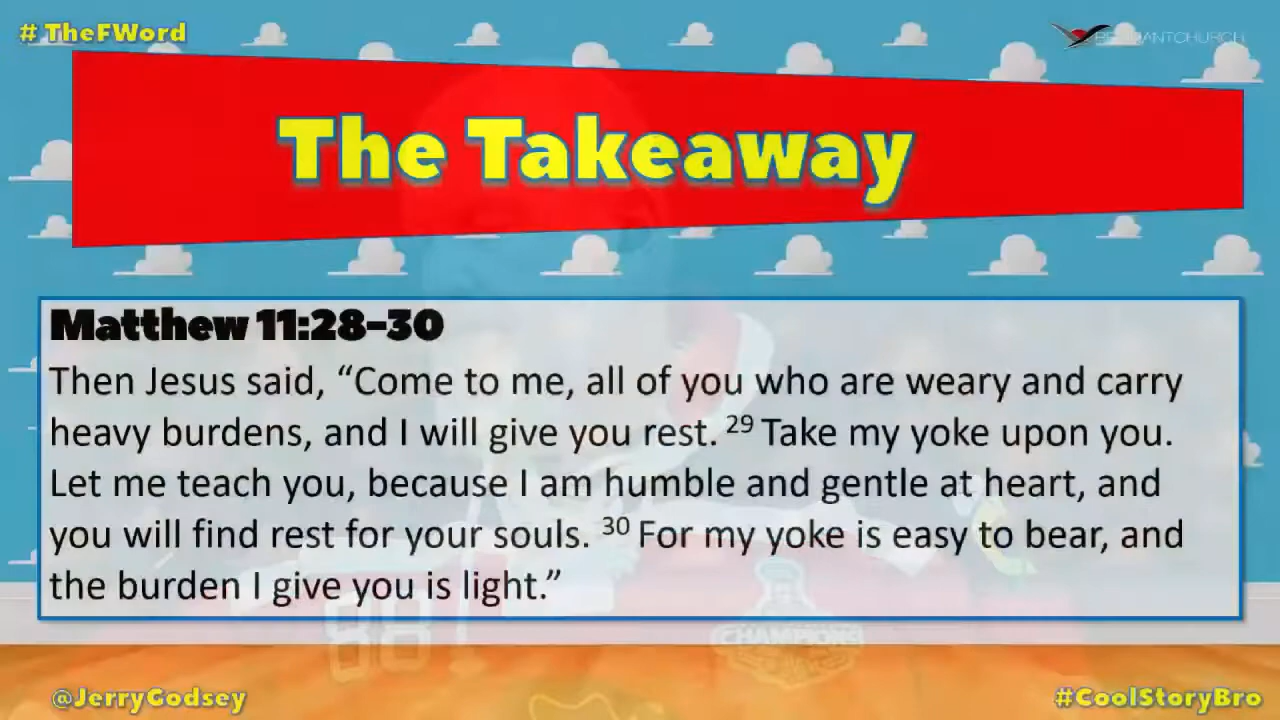 # TheFWord
The Takeaway
Matthew 11:28-30
Then Jesus said, “Come to me, all of you who are weary and carry
heavy burdens, and I will give you rest. 29 Take my yoke upon you.
Let me teach you, because I am humble and gentle at heart, and
you will find rest for your souls. 30 For my yoke is easy to bear, and
the burden I give you is light.”
88
CHAMPIONS
@JerryGodsey
#CoolStoryBro